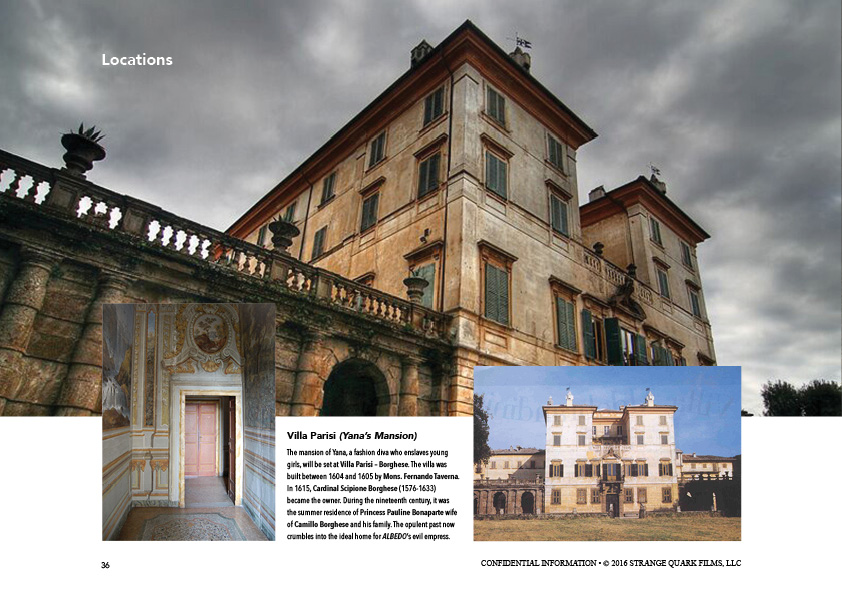 Locations
Villa Parisi (Yana's Mansion)
The mansion of Yana, a fashion diva who enslaves young
girls, will be set at Villa Parisi – Borghese. The villa was
built between 1604 and 1605 by Mons. Fernando Taverna.
In 1615, Cardinal Scipione Borghese (1576-1633)
became the owner. During the nineteenth century, it was
the summer residence of Princess Pauline Bonaparte wife
of Camillo Borghese and his family. The opulent past now
crumbles into the ideal home for ALBEDO's evil empress.
36
CONFIDENTIAL INFORMATION • © 2016 STRANGE QUARK FILMS, LLC